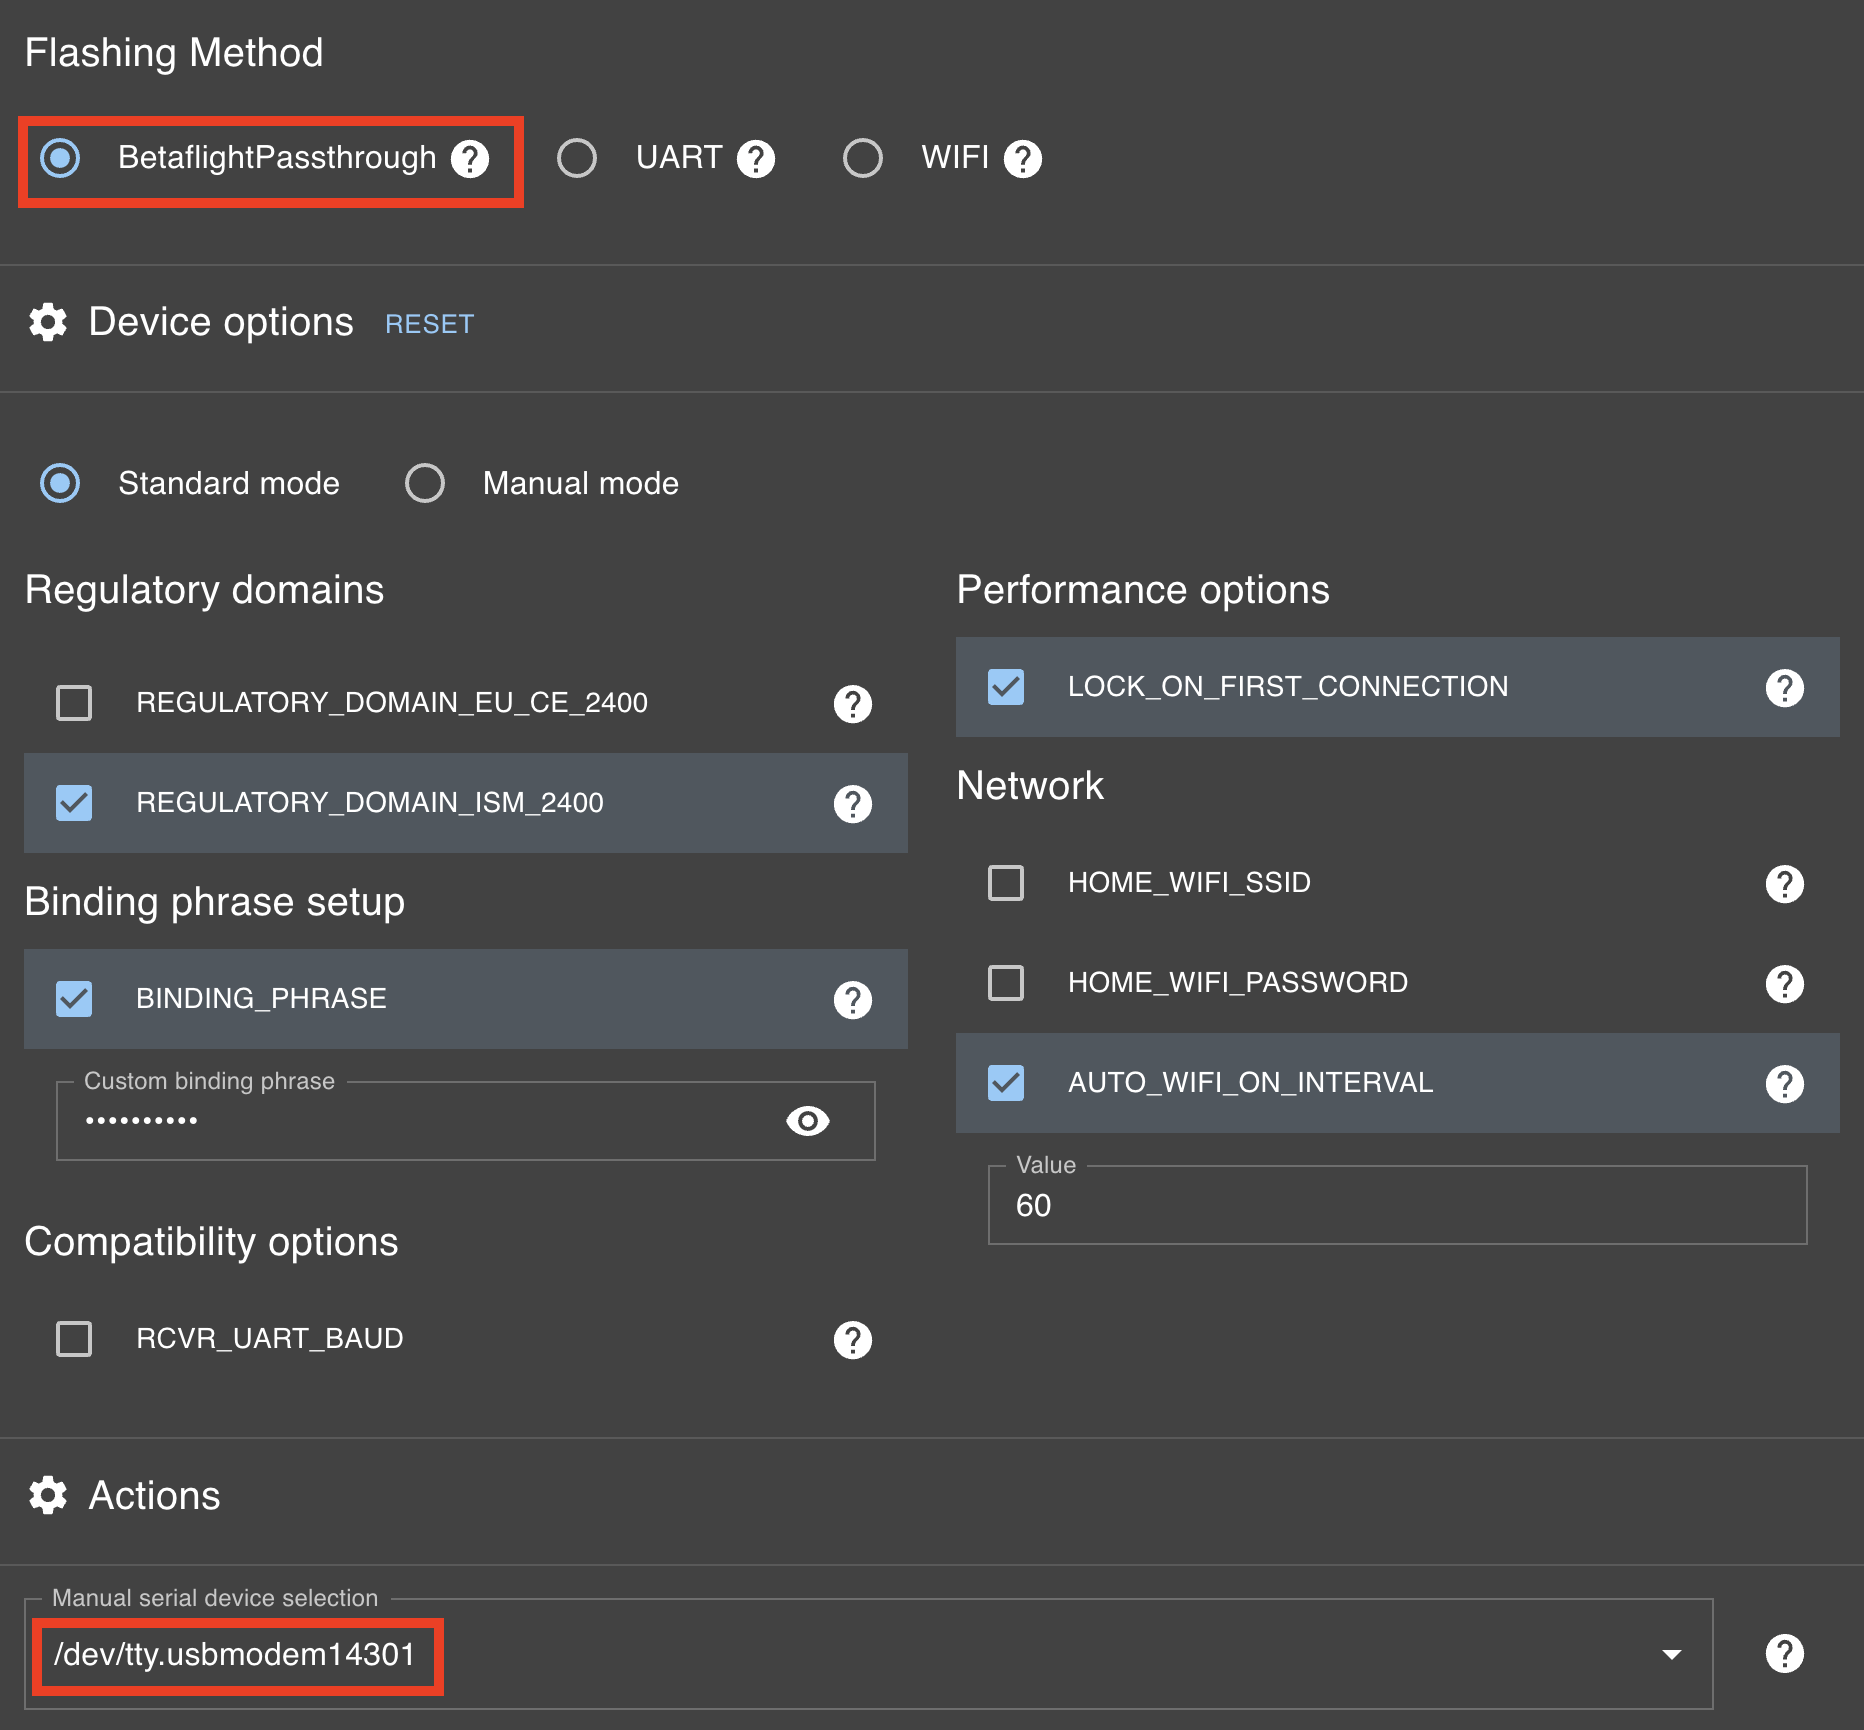 Flashing Method
BetaflightPassthrough
UART
WIFI
Device options RESET
Standard mode
Manual mode
Regulatory domains
REGULATORY_DOMAIN_EU_CE_2400
REGULATORY_DOMAIN_ISM_2400
Binding phrase setup
BINDING_PHRASE
Custom binding phrase
••••••••••
Compatibility options
RCVR_UART_BAUD
Performance options
LOCK_ON_FIRST_CONNECTION
Network
HOME_WIFI_SSID
HOME_WIFI_PASSWORD
AUTO_WIFI_ON_INTERVAL
Value
60
Actions
Manual serial device selection
/dev/tty.usbmodem14301